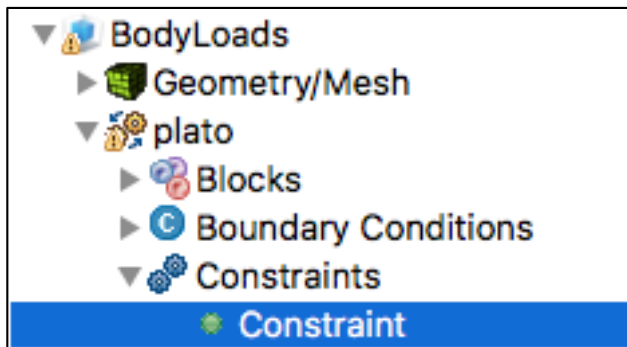 BodyLoads
Geometry/Mesh
plato
Blocks
C Boundary Conditions
Constraints
Constraint